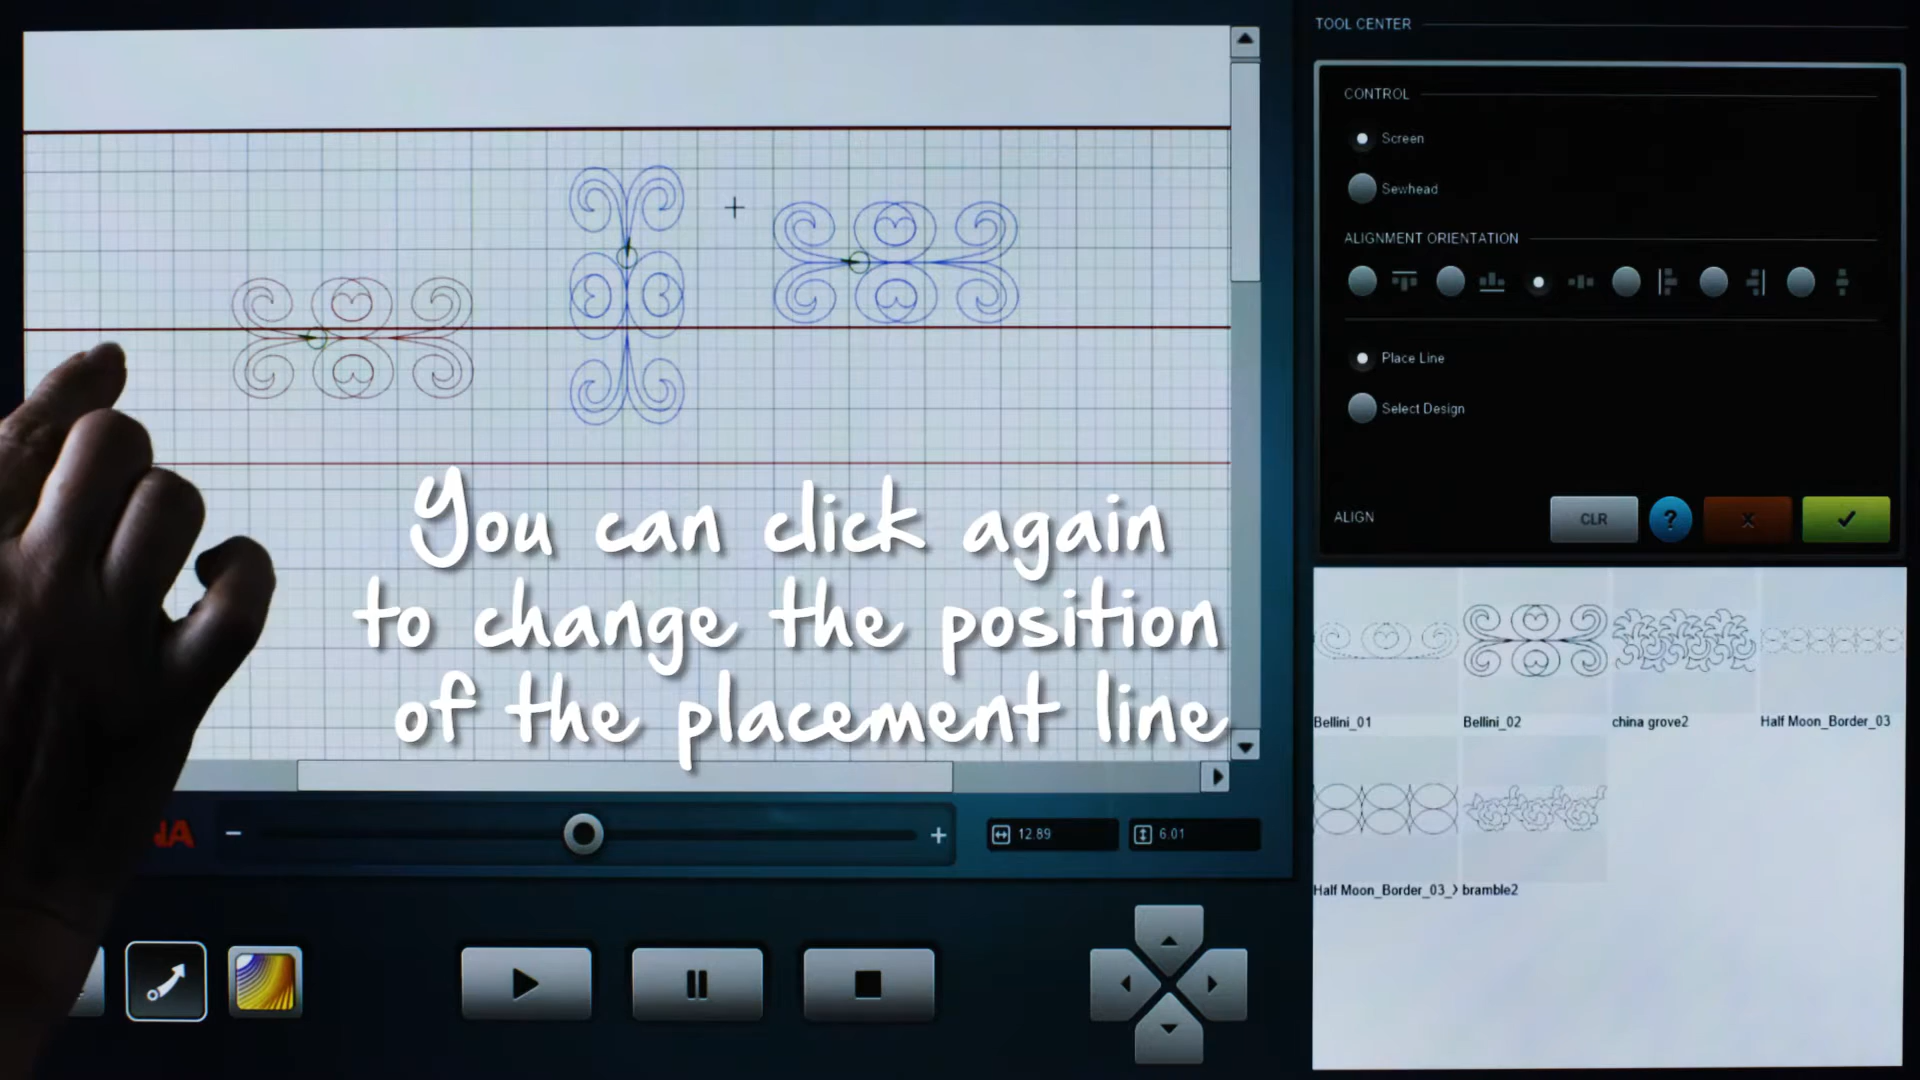 TOOL CENTER
CONTROL
Screen
Sewhead
ALIGNMENT ORIENTATION
Place Line
Select Design
ALIGN
CLR
?
You can click again
to change the position
of the placement line
Bellini_01
Bellini_02
china grove2
Half Moon_Border_03
Half Moon_Border_03_
bramble2
NA
12.89
6.01